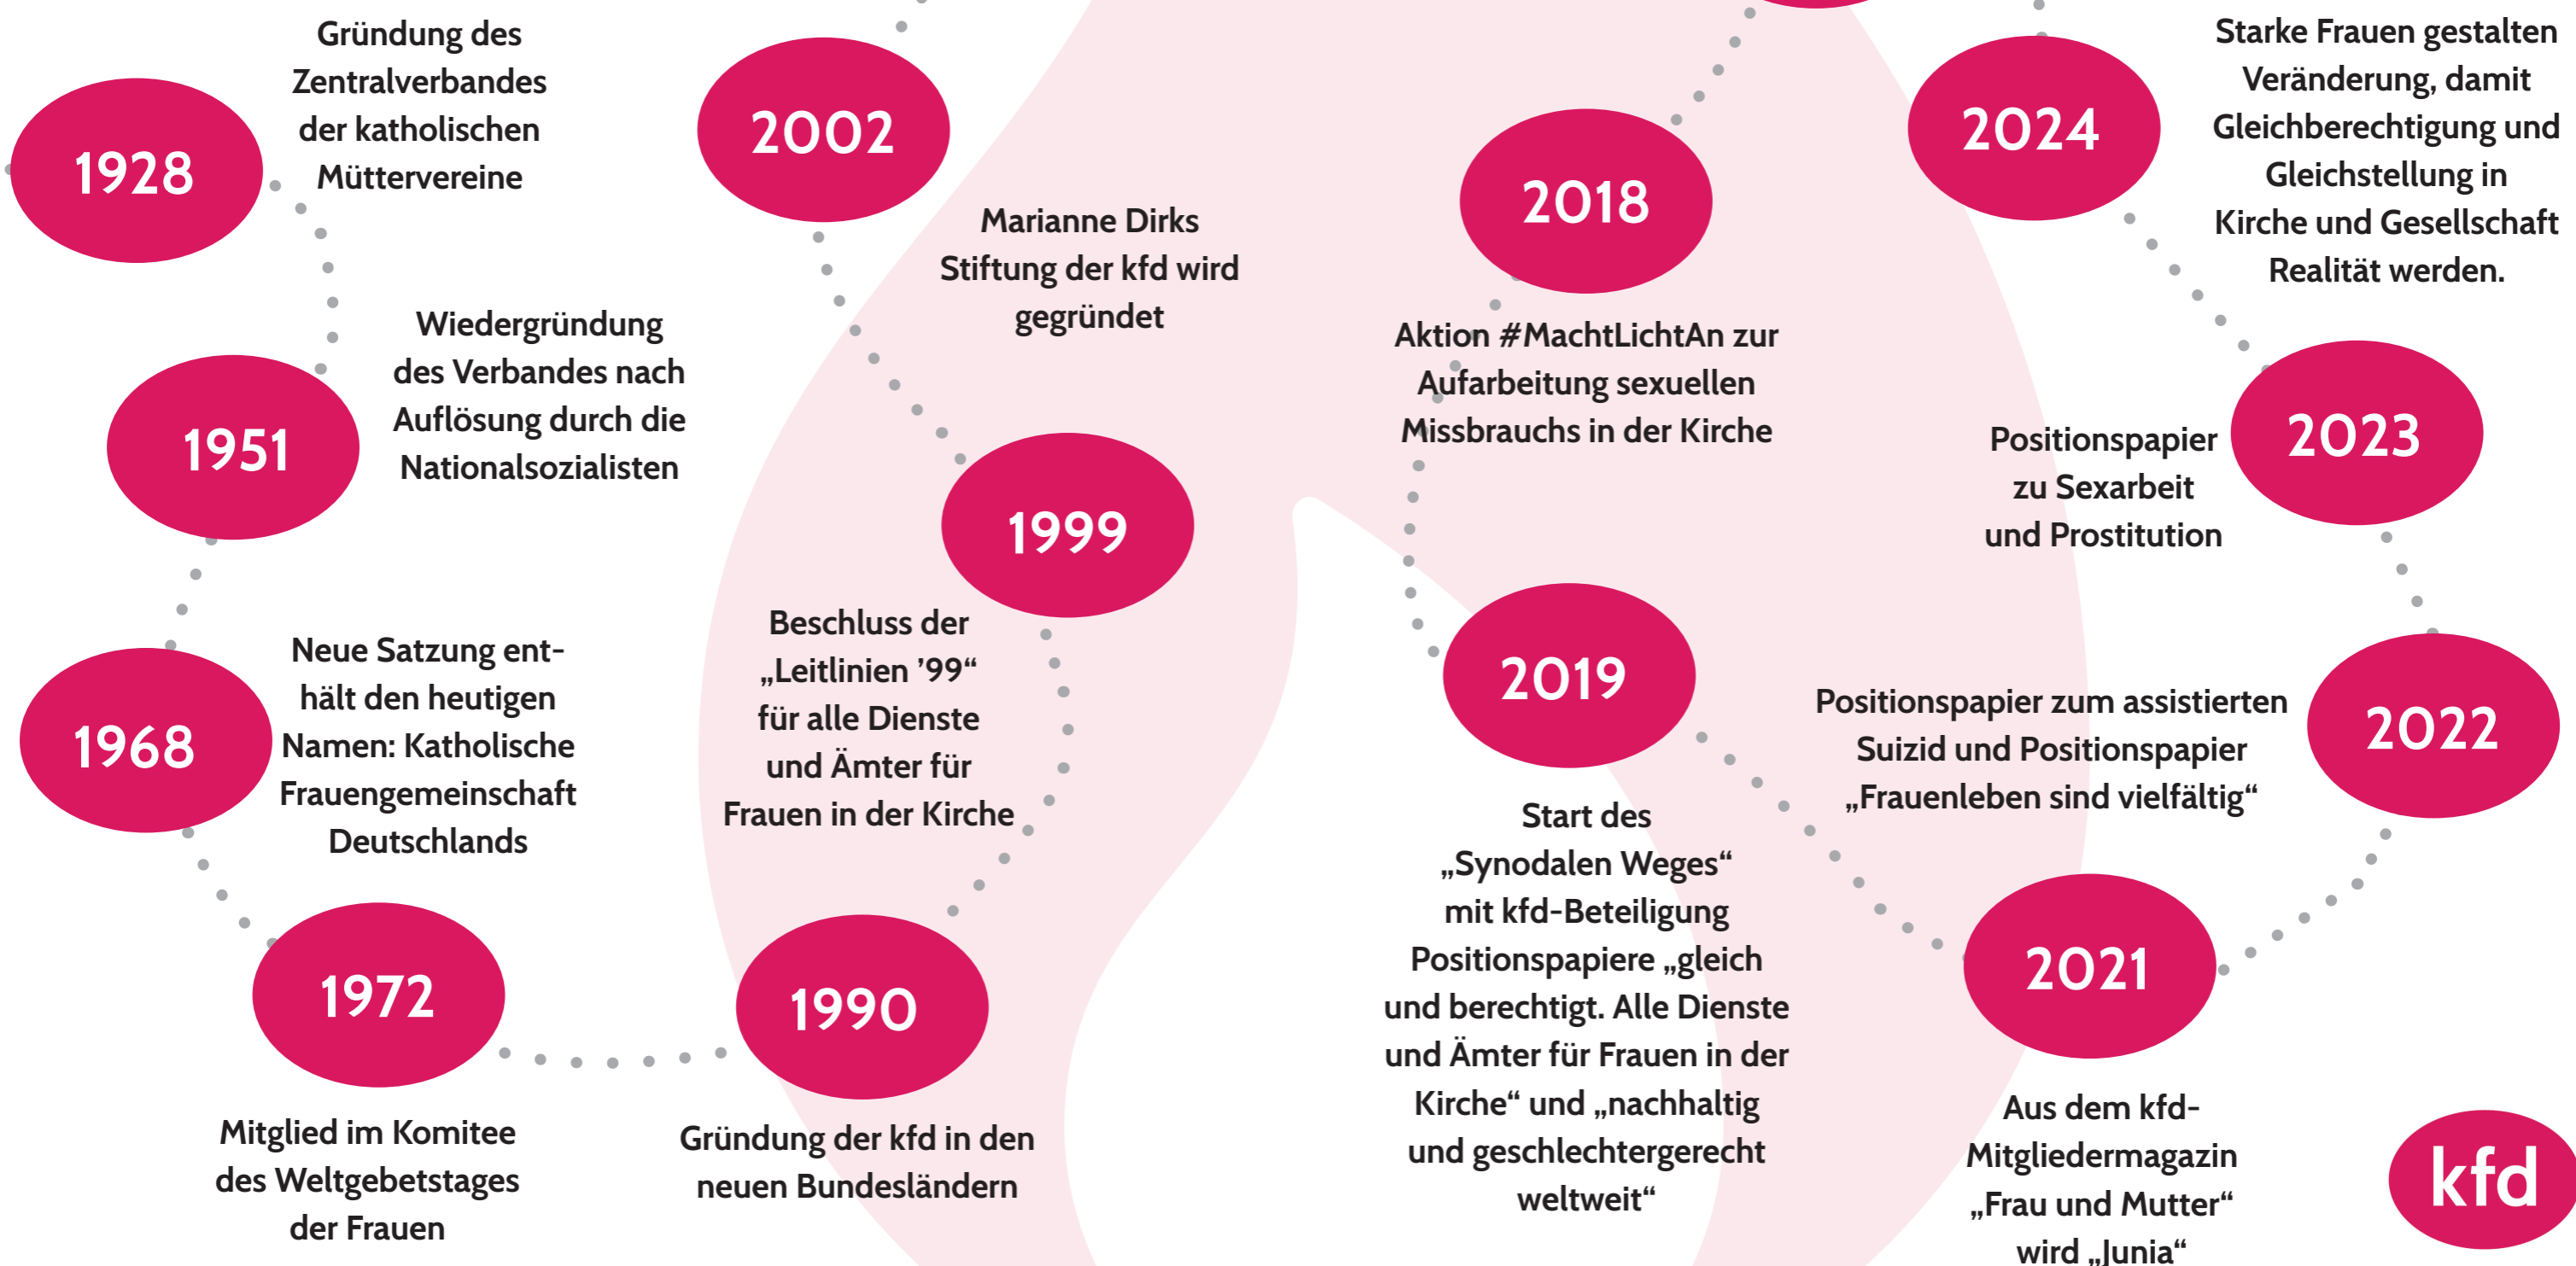 1928
Gründung des
Zentralverbandes
der katholischen
Müttervereine
1951
Wiedergründung
des Verbandes nach
Auflösung durch die
Nationalsozialisten
1968
Neue Satzung ent-
hält den heutigen
Namen: Katholische
Frauengemeinschaft
Deutschlands
1972
Mitglied im Komitee
des Weltgebetstages
der Frauen
1990
Gründung der kfd in den
neuen Bundesländern
1999
Beschluss der
„Leitlinien ’99“
für alle Dienste
und Ämter für
Frauen in der Kirche
2002
Marianne Dirks
Stiftung der kfd wird
gegründet
2018
Aktion #MachtLichtAn zur
Aufarbeitung sexuellen
Missbrauchs in der Kirche
2019
Start des
„Synodalen Weges“
mit kfd-Beteiligung
Positionspapiere „gleich
und berechtigt. Alle Dienste
und Ämter für Frauen in der
Kirche“ und „nachhaltig
und geschlechtergerecht
weltweit“
2021
Aus dem kfd-
Mitgliedermagazin
„Frau und Mutter“
wird „Junia“
2022
Positionspapier zum assistierten
Suizid und Positionspapier
„Frauenleben sind vielfältig“
2023
Positionspapier
zu Sexarbeit
und Prostitution
2024
Starke Frauen gestalten
Veränderung, damit
Gleichberechtigung und
Gleichstellung in
Kirche und Gesellschaft
Realität werden.
kfd